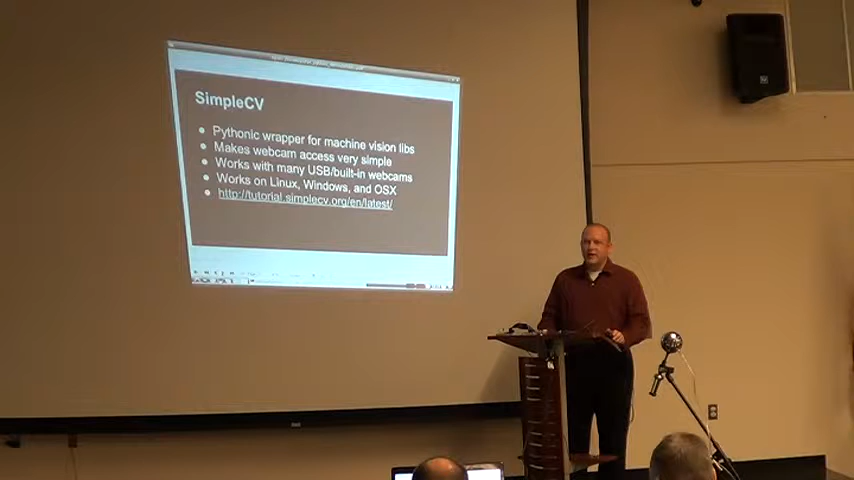 SimpleCV
Pythonic wrapper for machine vision libs
Makes webcam access very simple
Works with many USB/built-in webcams
Works on Linux, Windows, and OSX
http://tutorial.simplecv.org/en/latest/